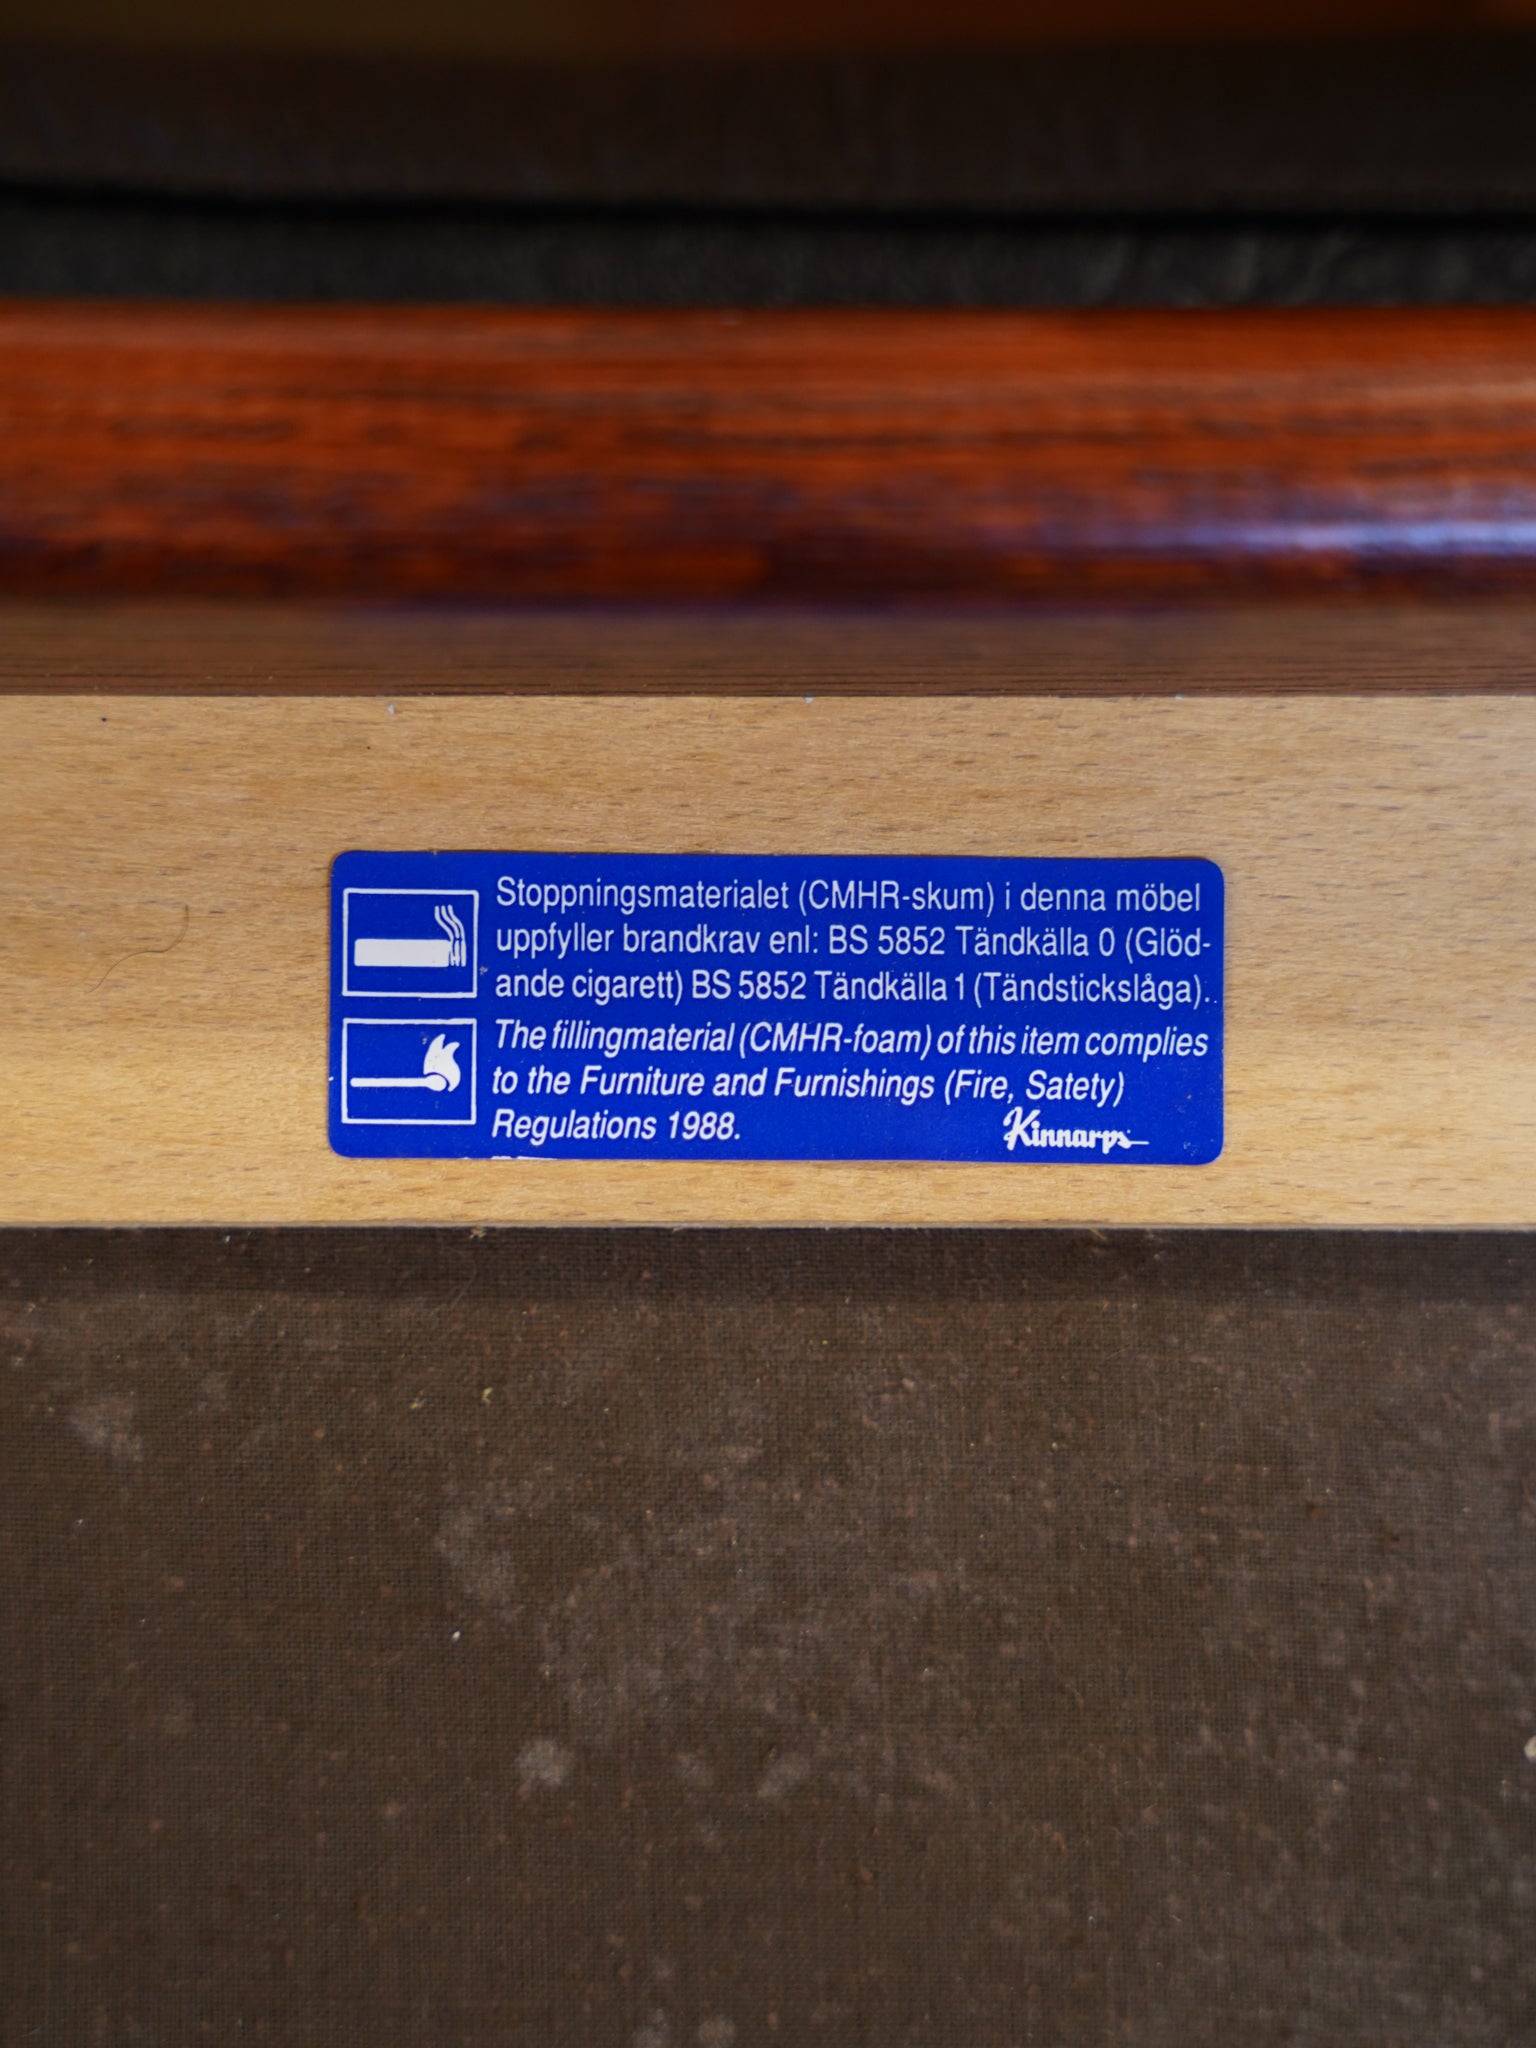 Stoppningsmaterialet (CMHR-skum) i denna möbel
uppfyller brandkrav enl: BS 5852 Tändkälla 0 (Glöd-
ande cigarett) BS 5852 Tändkälla 1 (Tändstickslåga).
The fillingmaterial (CMHR-foam) of this item complies
to the Furniture and Furnishings (Fire, Satety)
Regulations 1988.
Kinnarps